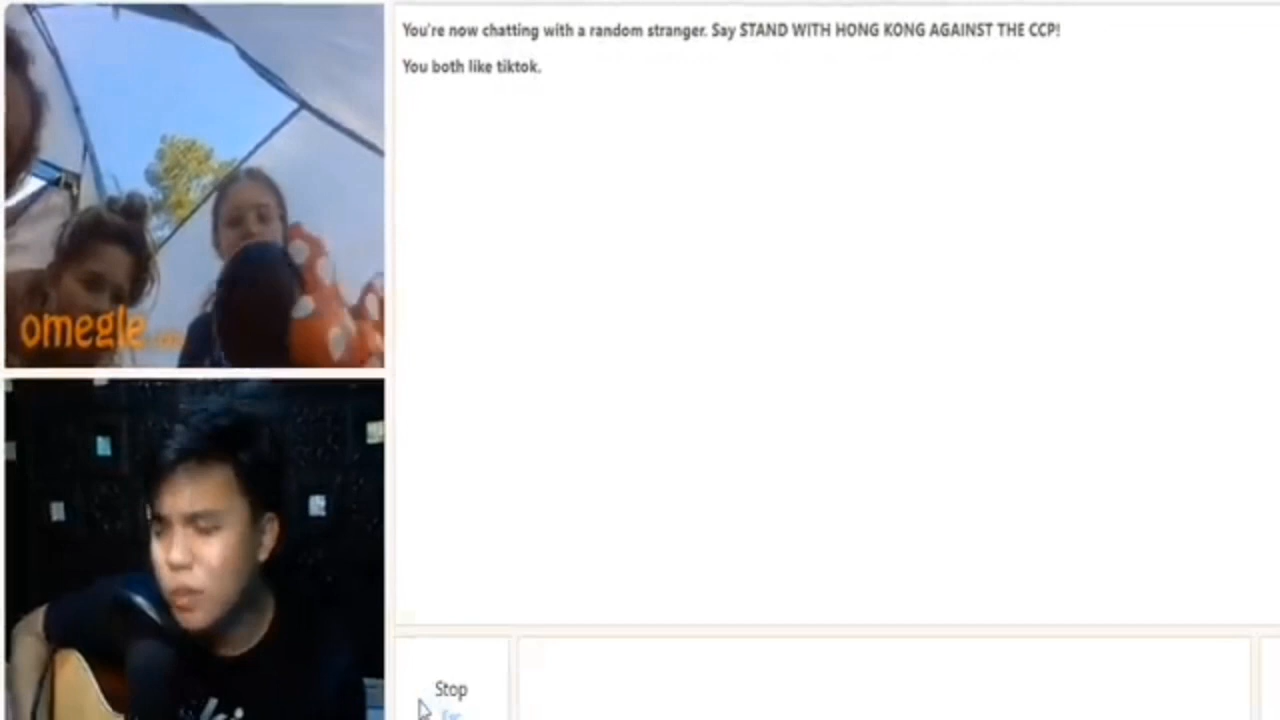 You're now chatting with a random stranger. Say STAND WITH HONG KONG AGAINST THE CCP!
You both like tiktok.
omegle
Stop
Esc